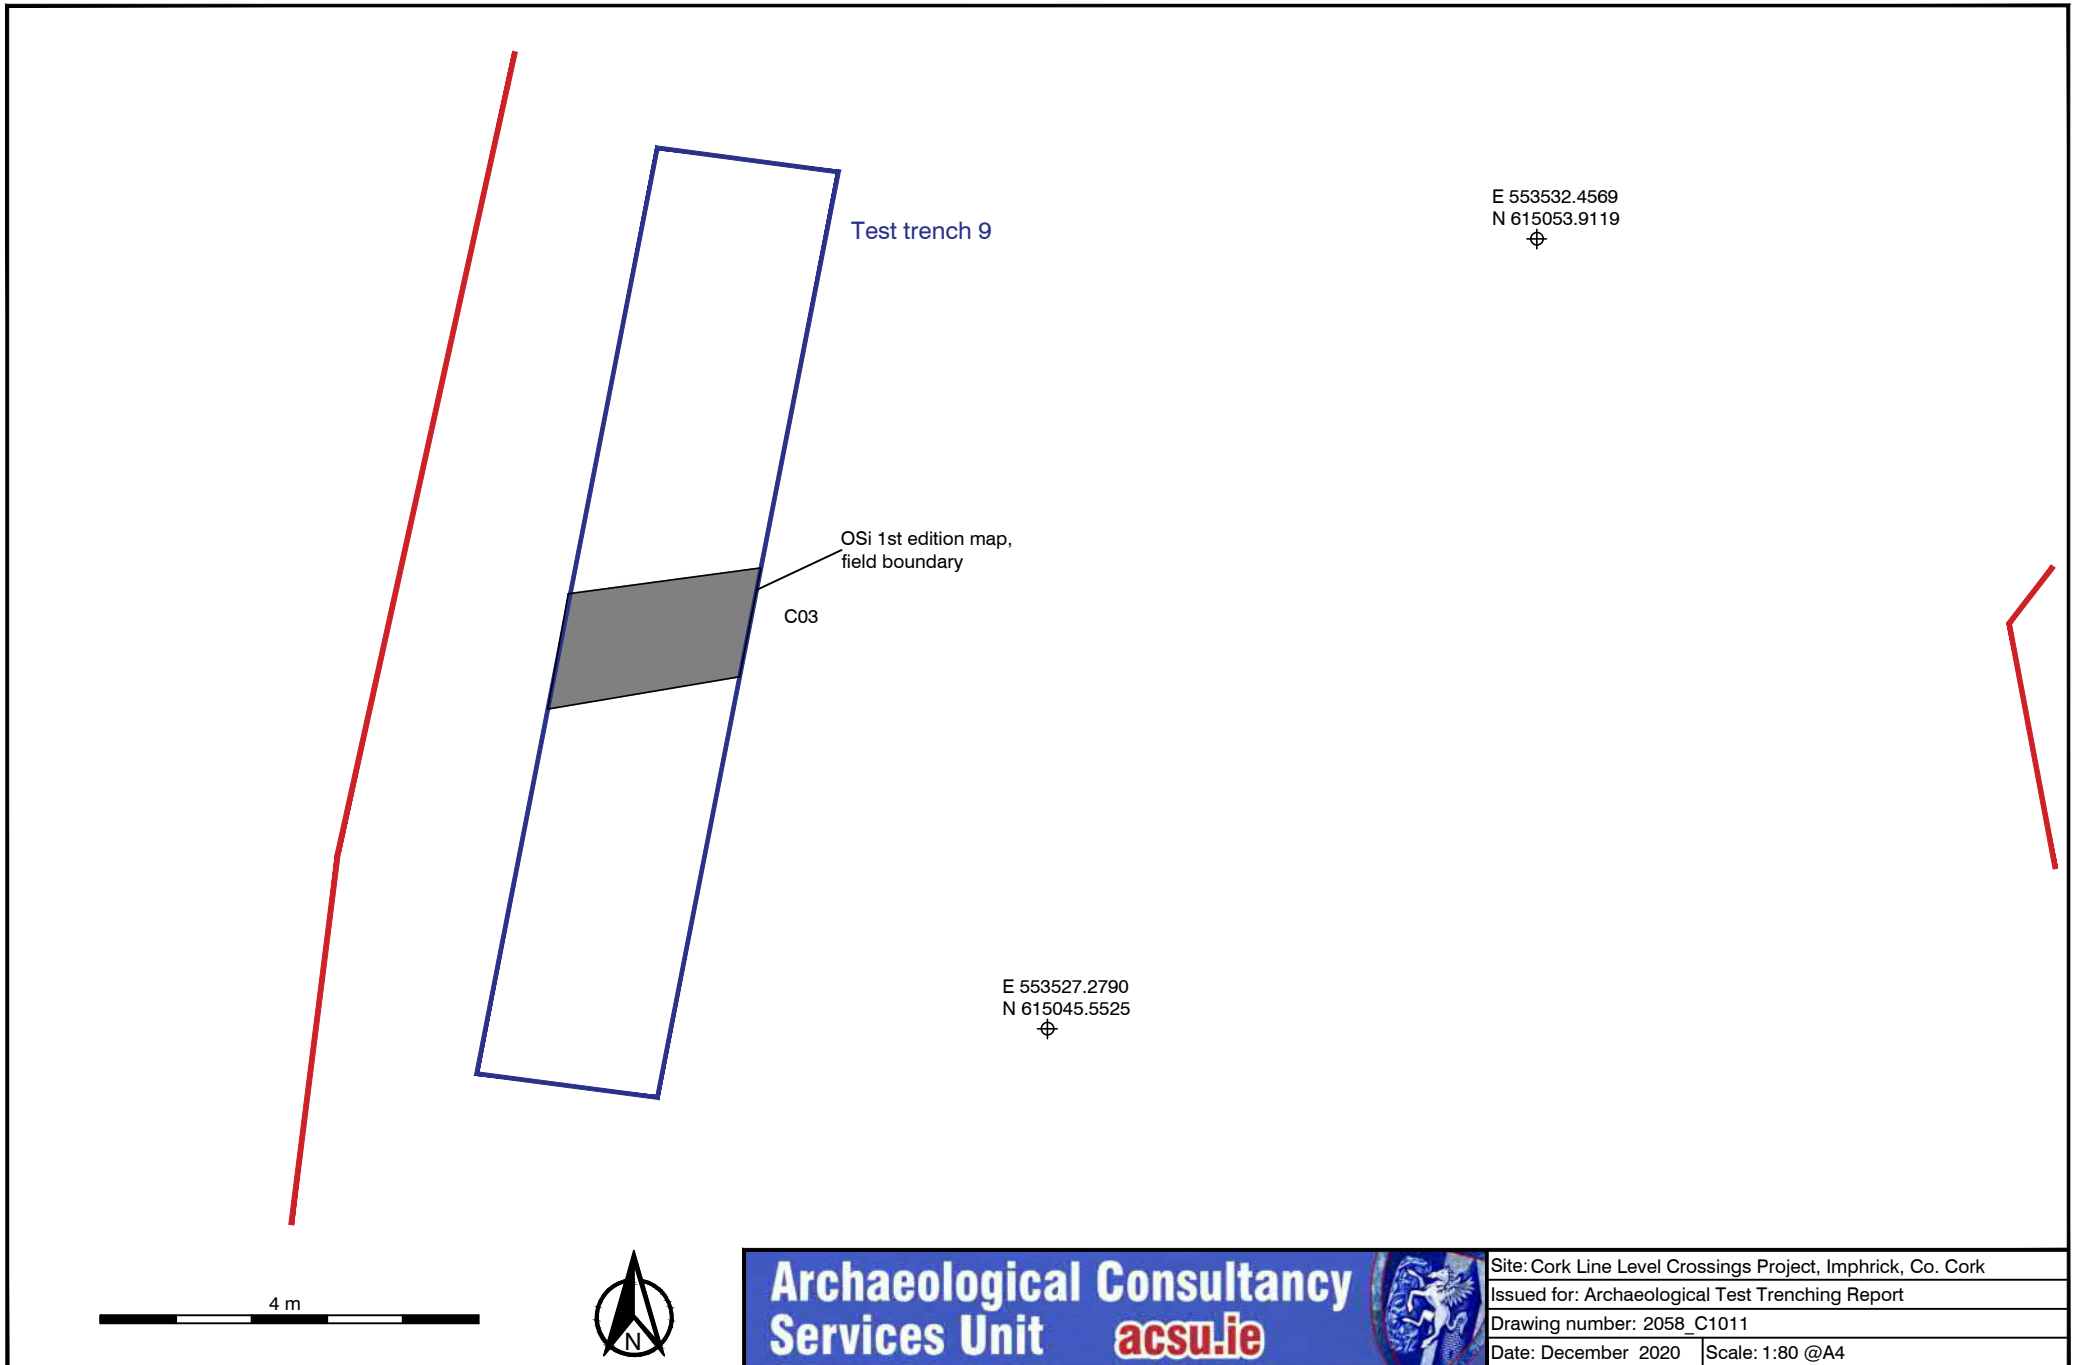 E 553532.4569
N 615053.9119
Test trench 9
OSi 1st edition map,
field boundary
C03
E 553527.2790
N 615045.5525
4 m
N
Archaeological Consultancy
Services Unit acsu.ie
Site: Cork Line Level Crossings Project, Imphrick, Co. Cork
Issued for: Archaeological Test Trenching Report
Drawing number: 2058_C1011
Date: December 2020 Scale: 1:80 @A4